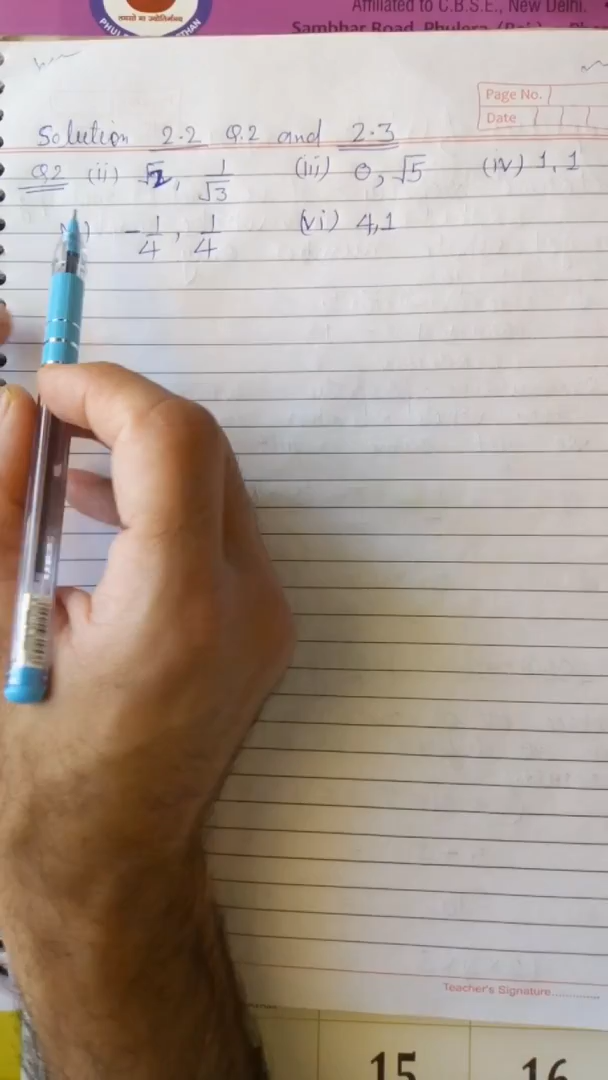 Affiliated to C.B.S.E., New Delhi.
Sambhar Road, Phulera (Raj.)
Page No.
Date
Solution 2.2 Q.2 and 2.3
Q2 (ii) √2, 1/√3 (iii) 0, √5 (iv) 1, 1
-1/4, 1/4 (vi) 4,1
Teacher's Signature..............
15 16